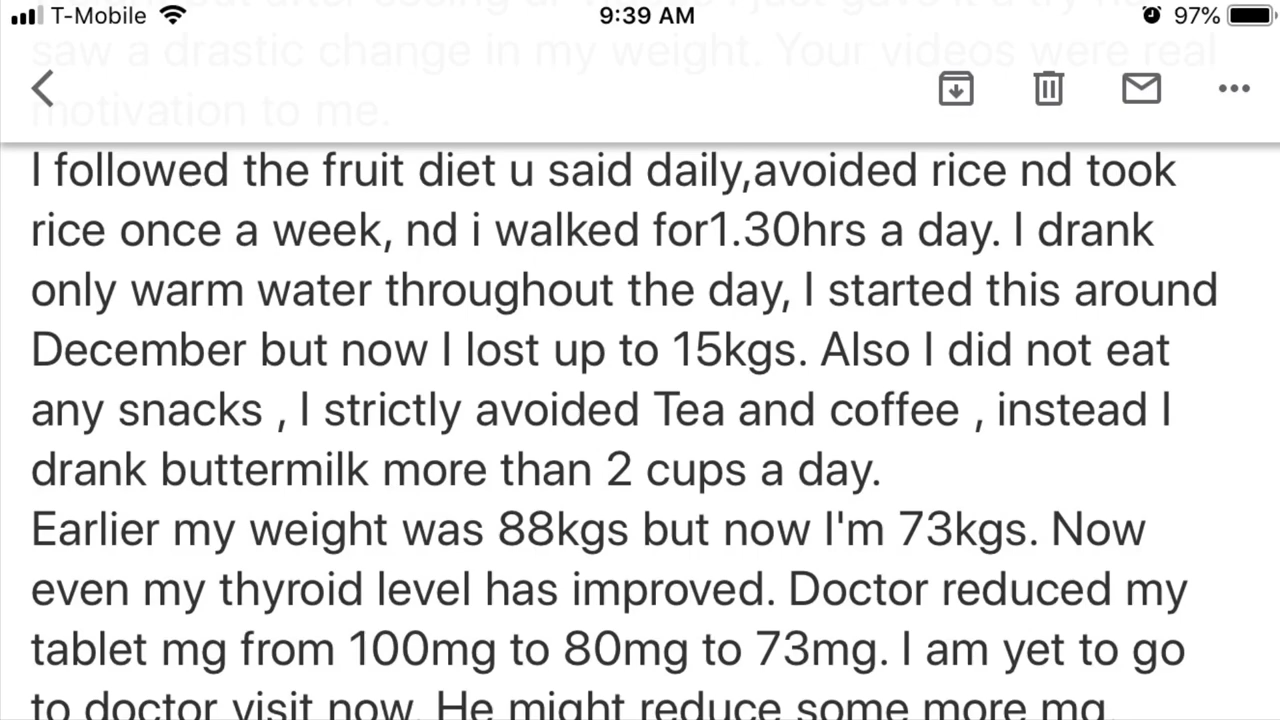 T-Mobile 9:39 AM 97%
saw a drastic change in my weight. Your videos were real
motivation to me.
I followed the fruit diet u said daily,avoided rice nd took
rice once a week, nd i walked for1.30hrs a day. I drank
only warm water throughout the day, I started this around
December but now I lost up to 15kgs. Also I did not eat
any snacks , I strictly avoided Tea and coffee , instead I
drank buttermilk more than 2 cups a day.
Earlier my weight was 88kgs but now I'm 73kgs. Now
even my thyroid level has improved. Doctor reduced my
tablet mg from 100mg to 80mg to 73mg. I am yet to go
to doctor visit now. He might reduce some more mg.